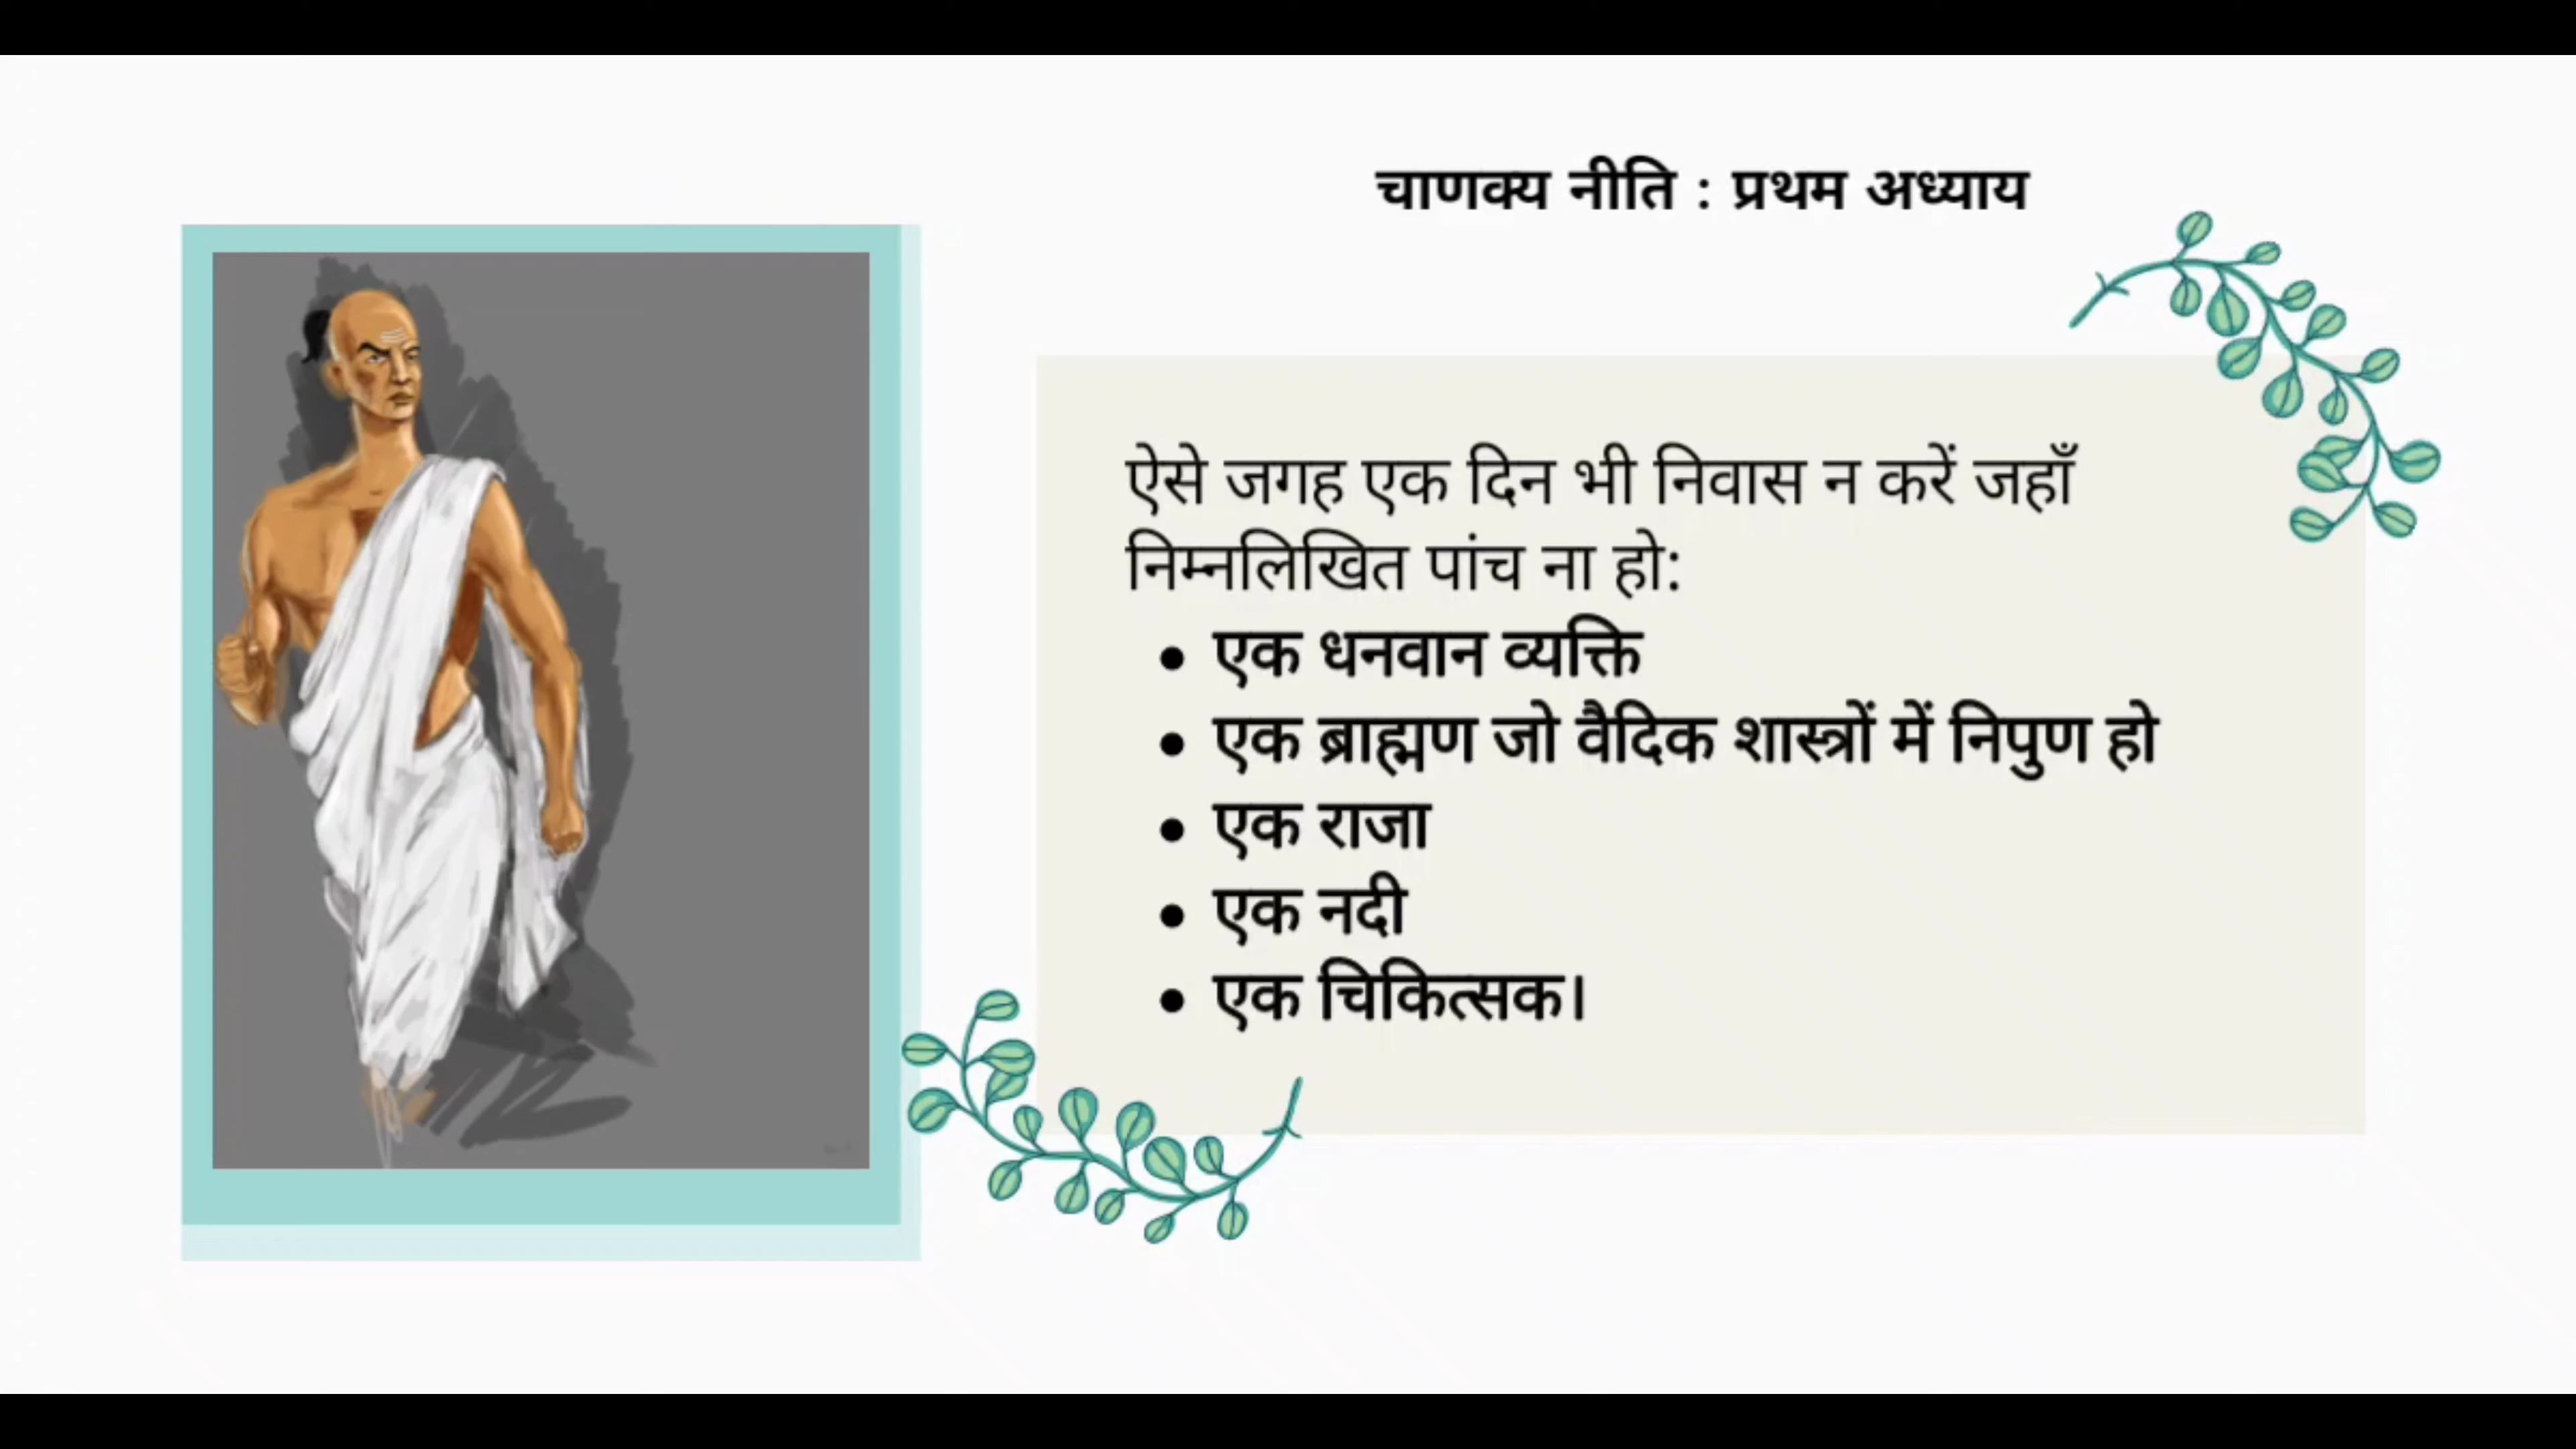 चाणक्य नीति : प्रथम अध्याय
ऐसे जगह एक दिन भी निवास न करें जहाँ
निम्नलिखित पांच ना हो:
• एक धनवान व्यक्ति
• एक ब्राह्मण जो वैदिक शास्त्रों में निपुण हो
• एक राजा
• एक नदी
• एक चिकित्सक।